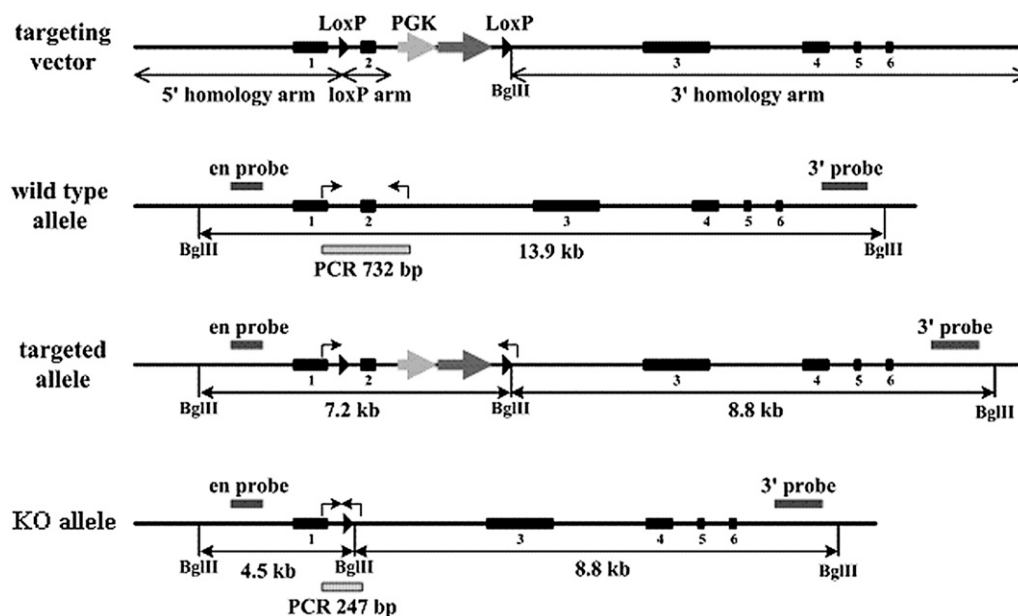 targeting vector
LoxP PGK LoxP
1 2 3 4 5 6
5' homology arm loxP arm BglII 3' homology arm
wild type allele
en probe 3' probe
1 2 3 4 5 6
BglII 13.9 kb BglII
PCR 732 bp
targeted allele
en probe 3' probe
1 2 3 4 5 6
BglII 7.2 kb BglII 8.8 kb BglII
KO allele
en probe 3' probe
1 3 4 5 6
BglII 4.5 kb BglII 8.8 kb BglII
PCR 247 bp